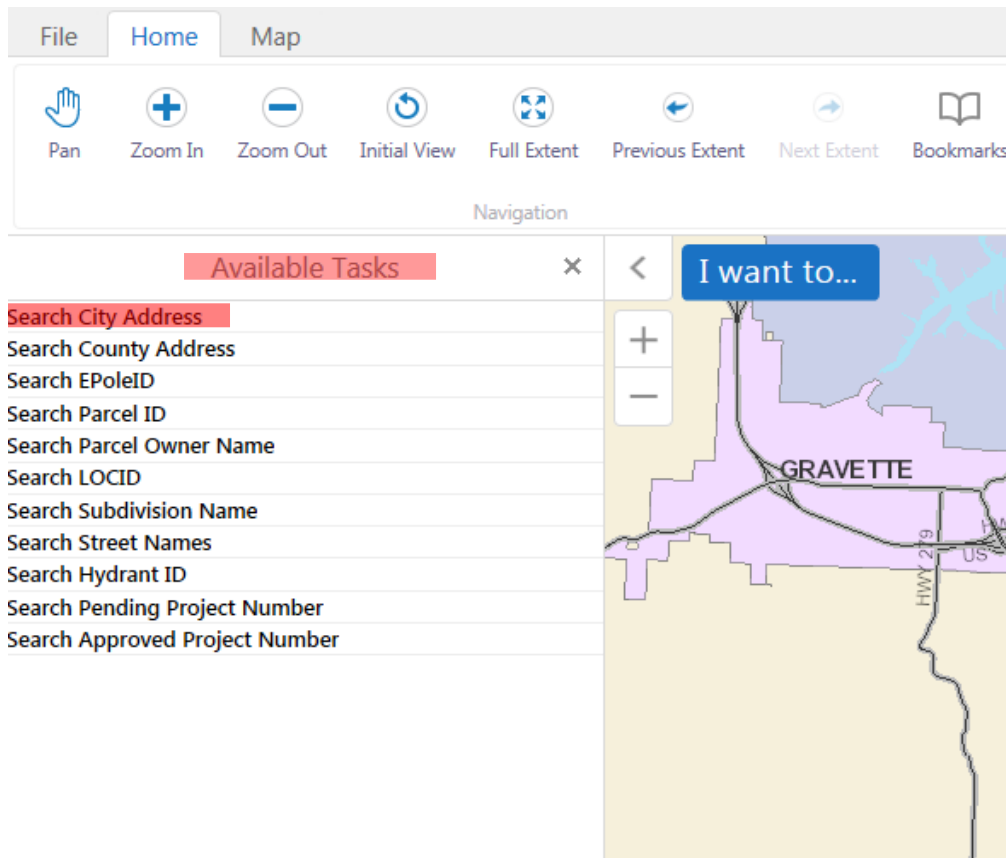 File Home Map
Pan Zoom In Zoom Out Initial View Full Extent Previous Extent Next Extent Bookmarks
Navigation
Available Tasks
I want to...
Search City Address
Search County Address
Search EPoleID
Search Parcel ID
Search Parcel Owner Name
Search LOCID
Search Subdivision Name
Search Street Names
Search Hydrant ID
Search Pending Project Number
Search Approved Project Number
GRAVETTE
HWY 279
US